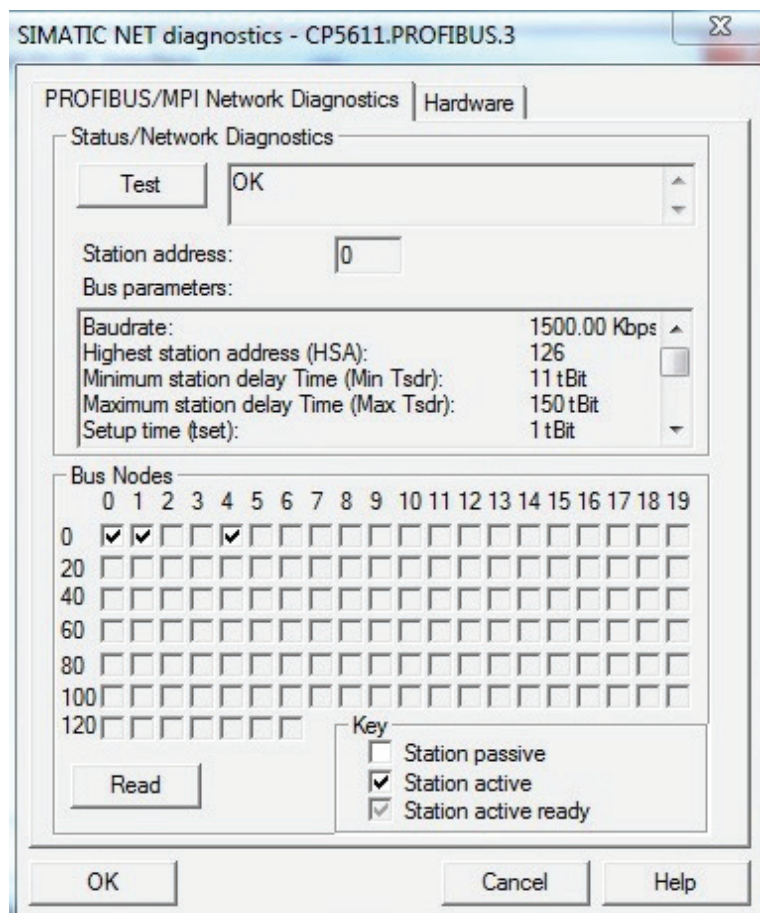 SIMATIC NET diagnostics - CP5611.PROFIBUS.3
PROFIBUS/MPI Network Diagnostics Hardware
Status/Network Diagnostics
Test OK
Station address: 0
Bus parameters:
Baudrate: 1500.00 Kbps
Highest station address (HSA): 126
Minimum station delay Time (Min Tsdr): 11 tBit
Maximum station delay Time (Max Tsdr): 150 tBit
Setup time (tset): 1 tBit
Bus Nodes
0 1 2 3 4 5 6 7 8 9 10 11 12 13 14 15 16 17 18 19
0
20
40
60
80
100
120
Key
Station passive
Read
Station active
Station active ready
OK Cancel Help